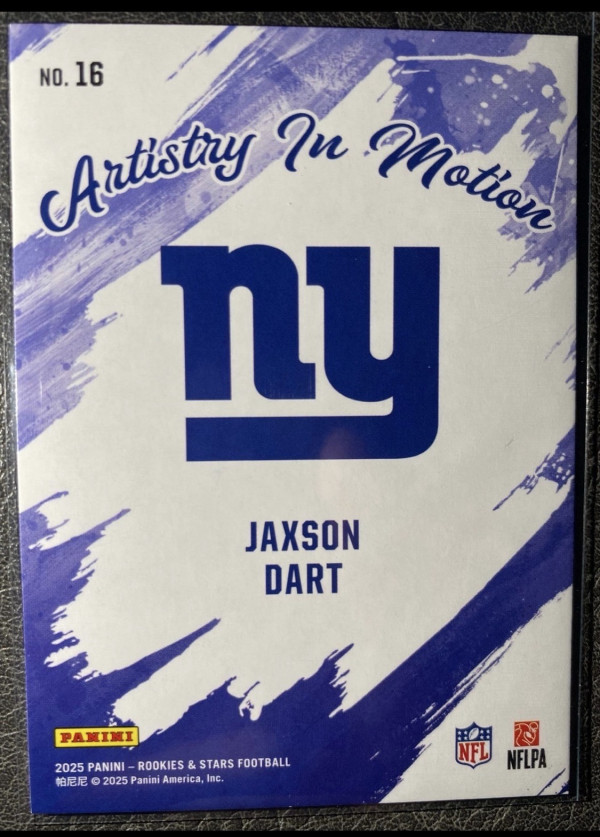 NO. 16
Artistry In Motion
ny
JAXSON
DART
PANINI
2025 PANINI – ROOKIES & STARS FOOTBALL
帕尼尼 © 2025 Panini America, Inc.
NFL
NFLPA